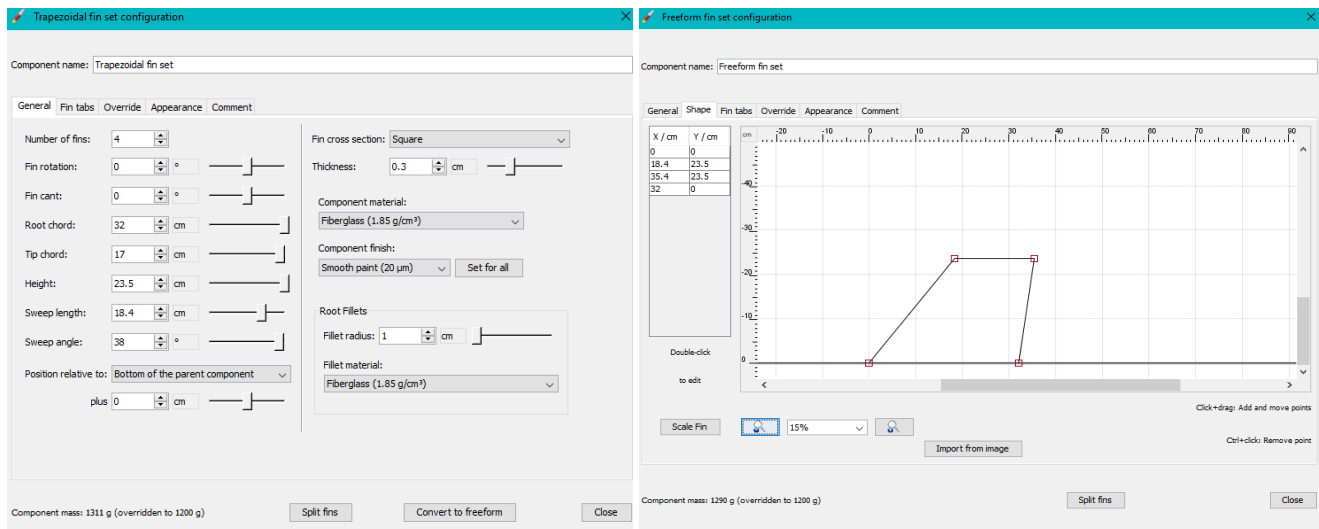 Trapezoidal fin set configuration
Component name: Trapezoidal fin set
General Fin tabs Override Appearance Comment
Number of fins: 4
Fin rotation: 0 °
Fin cant: 0 °
Root chord: 32 cm
Tip chord: 17 cm
Height: 23.5 cm
Sweep length: 18.4 cm
Sweep angle: 38 °
Position relative to: Bottom of the parent component
plus 0 cm
Fin cross section: Square
Thickness: 0.3 cm
Component material:
Fiberglass (1.85 g/cm³)
Component finish:
Smooth paint (20 µm) Set for all
Root Fillets
Fillet radius: 1 cm
Fillet material:
Fiberglass (1.85 g/cm³)
Component mass: 1311 g (overridden to 1200 g) Split fins Convert to freeform Close
Freeform fin set configuration
Component name: Freeform fin set
General Shape Fin tabs Override Appearance Comment
X / cm Y / cm
0 0
18.4 23.5
35.4 23.5
32 0
cm -20 -10 0 10 20 30 40 50 60 70 80 90
-40
-30
-20
-10
0
Double-click
to edit
Click+drag: Add and move points
Scale Fin 15%
Ctrl+click: Remove point
Import from image
Component mass: 1290 g (overridden to 1200 g) Split fins Close